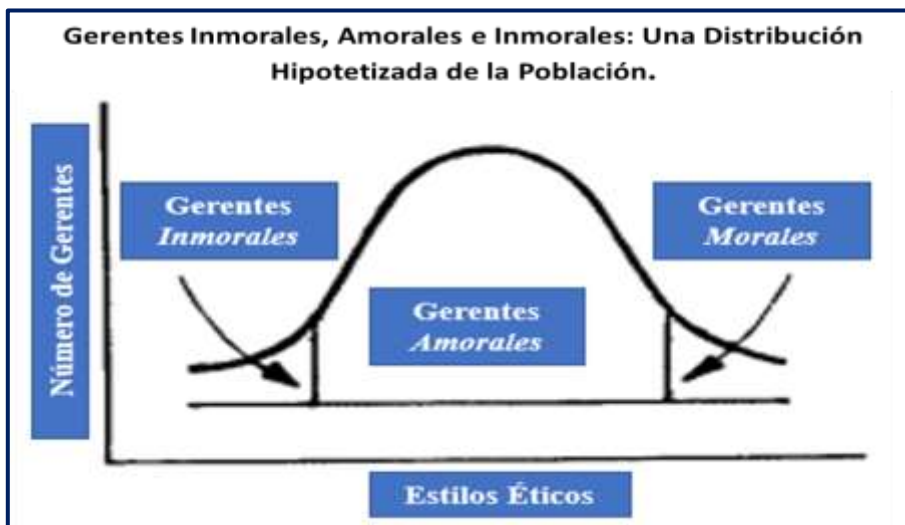 Gerentes Inmorales, Amorales e Inmorales: Una Distribución
Hipotetizada de la Población.
Número de Gerentes
Gerentes
Inmorales
Gerentes
Morales
Gerentes
Amorales
Estilos Éticos